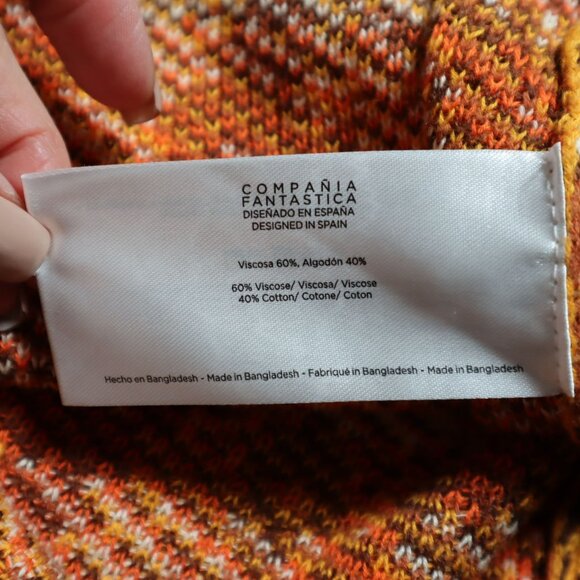 COMPAÑIA
FANTASTICA
DISEÑADO EN ESPAÑA
DESIGNED IN SPAIN
Viscosa 60%, Algodón 40%
60% Viscose/ Viscosa/ Viscose
40% Cotton/ Cotone/ Coton
Hecho en Bangladesh - Made in Bangladesh - Fabriqué in Bangladesh - Made in Bangladesh